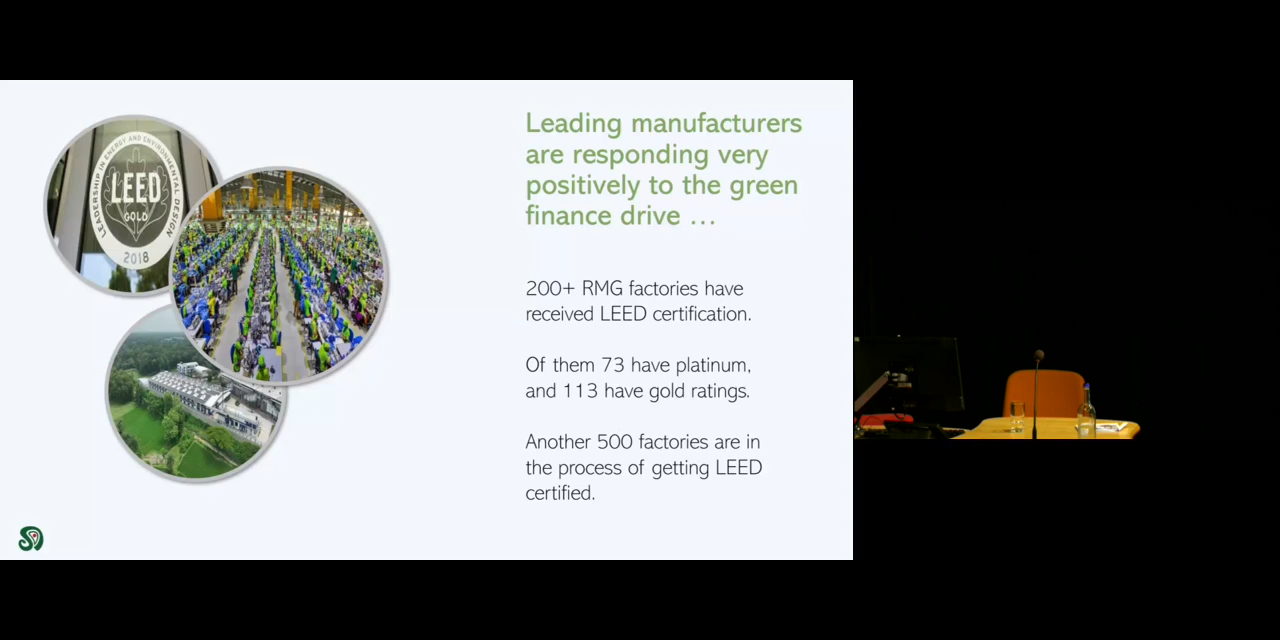 LEADERSHIP IN ENERGY AND ENVIRONMENTAL DESIGN
LEED
GOLD
2018
Leading manufacturers
are responding very
positively to the green
finance drive ...
200+ RMG factories have
received LEED certification.
Of them 73 have platinum,
and 113 have gold ratings.
Another 500 factories are in
the process of getting LEED
certified.